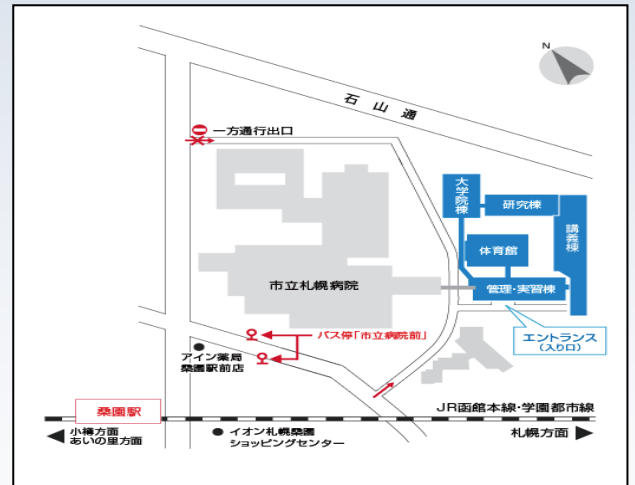 N
石山通
一方通行出口
大学院棟
研究棟
講義棟
体育館
市立札幌病院
管理・実習棟
バス停「市立病院前」
エントランス
(入り口)
アイン薬局
桑園駅前店
桑園駅
JR函館本線・学園都市線
小樽方面
あいの里方面
イオン札幌桑園
ショッピングセンター
札幌方面